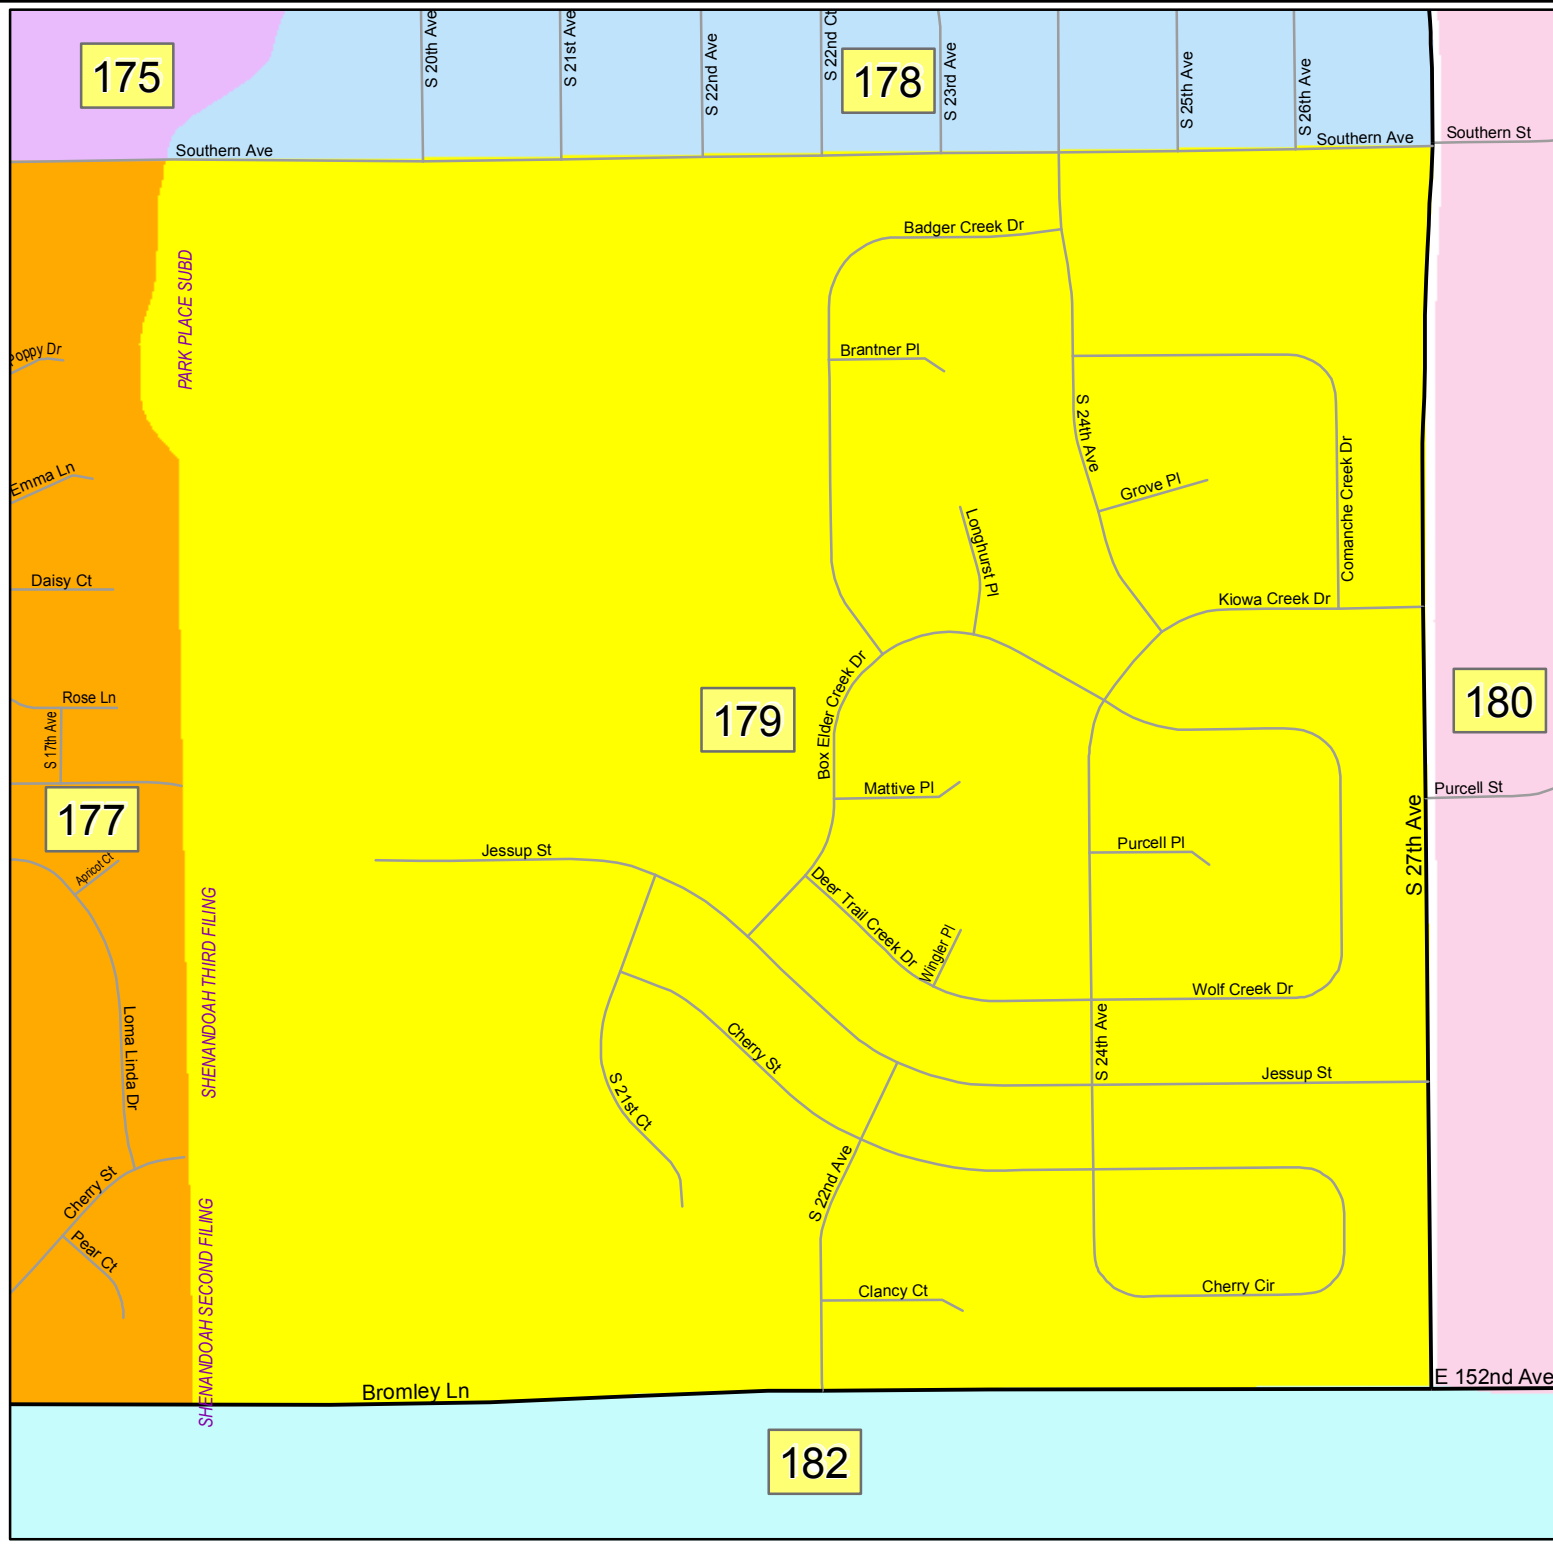 S 20th Ave
S 21st Ave
S 22nd Ave
S 22nd Ct
S 23rd Ave
S 25th Ave
S 26th Ave
175
178
Southern Ave
Southern Ave
Southern St
Badger Creek Dr
PARK PLACE SUBD
Poppy Dr
Brantner Pl
S 24th Ave
Emma Ln
Grove Pl
Comanche Creek Dr
Longhurst Pl
Daisy Ct
Kiowa Creek Dr
Rose Ln
S 17th Ave
Box Elder Creek Dr
179
180
Mattive Pl
Purcell St
177
S 27th Ave
Jessup St
Purcell Pl
Apricot Ct
Deer Trail Creek Dr
Wingler Pl
SHENANDOAH THIRD FILING
Wolf Creek Dr
Loma Linda Dr
Cherry St
S 24th Ave
Jessup St
S 21st Ct
S 22nd Ave
Cherry St
Pear Ct
SHENANDOAH SECOND FILING
Clancy Ct
Cherry Cir
Bromley Ln
E 152nd Ave
182